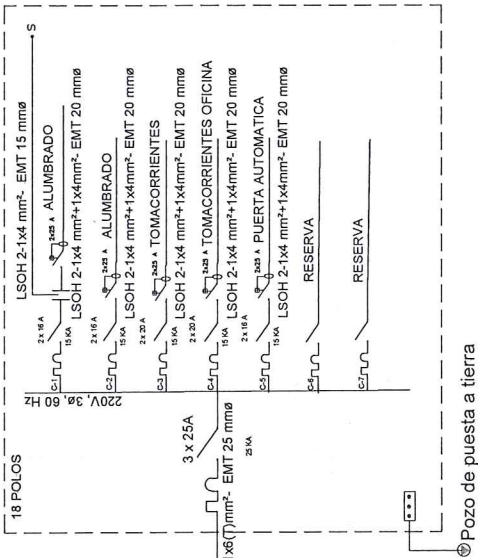 18 POLOS
220V, 3ø, 60 Hz
3 x 25A
25 KA
1x6(T)mm²- EMT 25 mmø
LSOH 2-1x4 mm²- EMT 15 mmø
S
C-1
2 x 16 A
15 KA
2x25 A
ALUMBRADO
LSOH 2-1x4 mm²+1x4mm²- EMT 20 mmø
C-2
2 x 16 A
15 KA
2x25 A
ALUMBRADO
LSOH 2-1x4 mm²+1x4mm²- EMT 20 mmø
C-3
2 x 20 A
15 KA
2x25 A
TOMACORRIENTES
LSOH 2-1x4 mm²+1x4mm²- EMT 20 mmø
C-4
2 x 20 A
15 KA
2x25 A
TOMACORRIENTES OFICINA
LSOH 2-1x4 mm²+1x4mm²- EMT 20 mmø
C-5
2 x 16 A
15 KA
2x25 A
PUERTA AUTOMATICA
LSOH 2-1x4 mm²+1x4mm²- EMT 20 mmø
C-6
RESERVA
C-7
RESERVA
Pozo de puesta a tierra